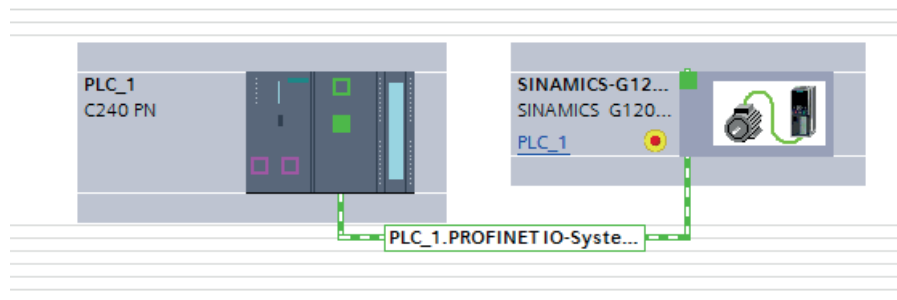 PLC_1
C240 PN
SINAMICS-G12...
SINAMICS G120...
PLC_1
PLC_1.PROFINET IO-Syste...